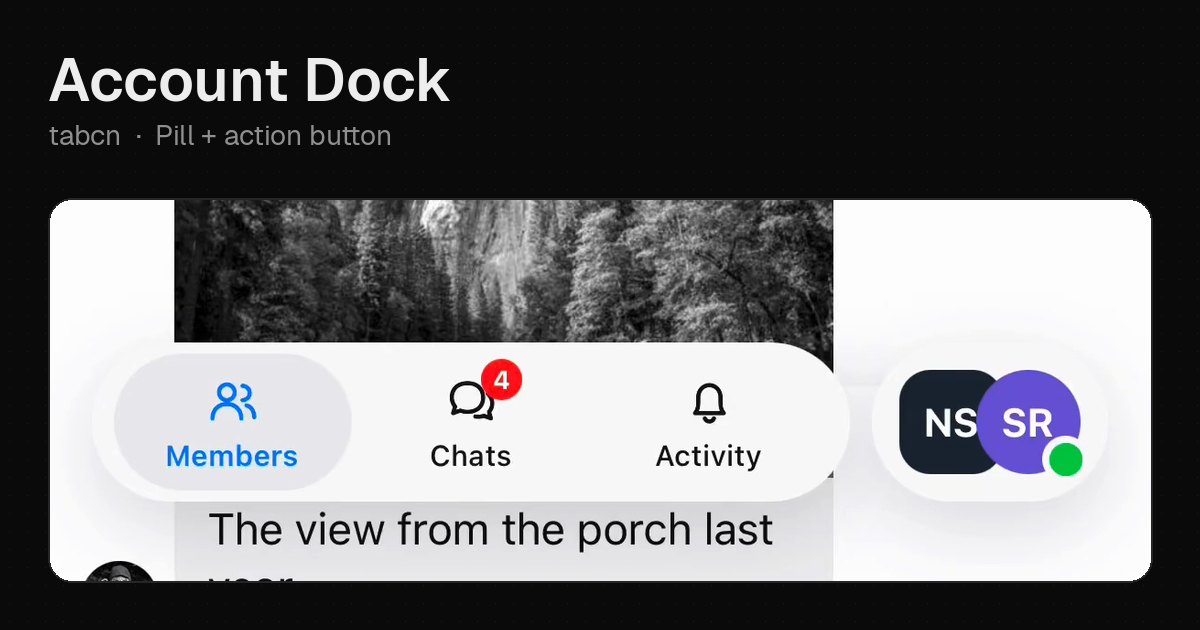 Account Dock
tabcn · Pill + action button
4
NS SR
Members Chats Activity
The view from the porch last